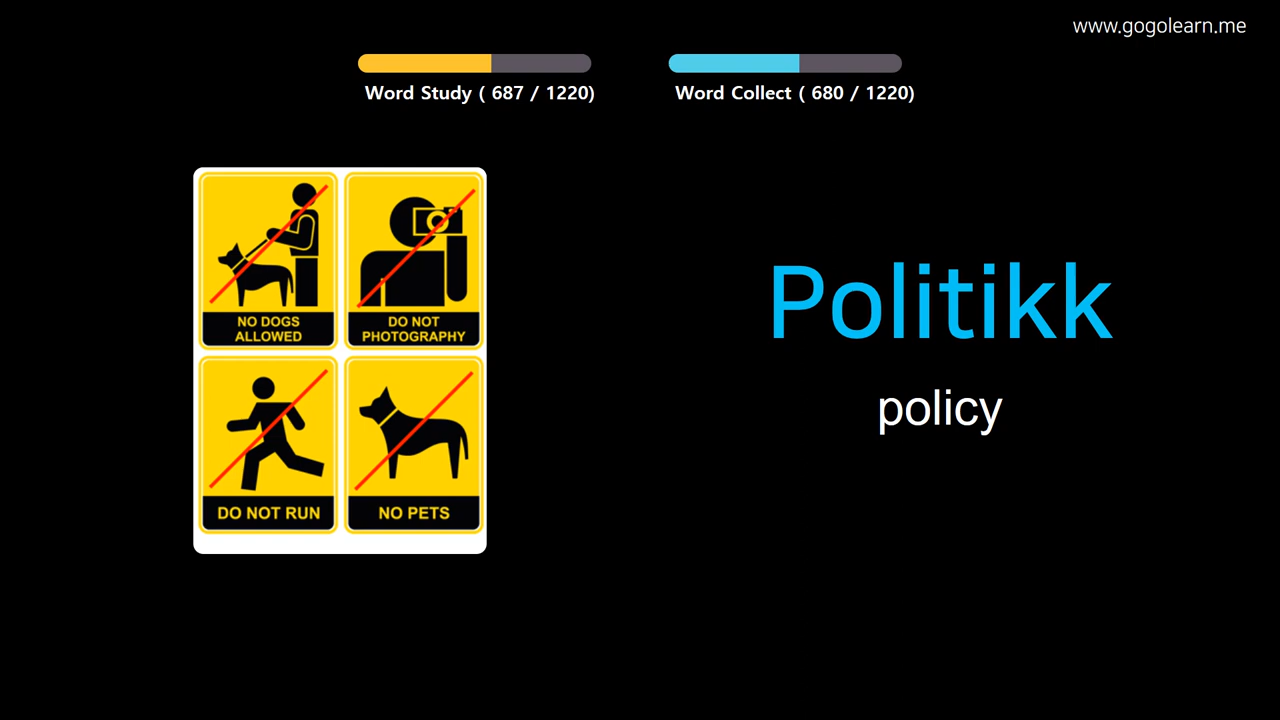 www.gogolearn.me
Word Study ( 687 / 1220)
Word Collect ( 680 / 1220)
NO DOGS
ALLOWED
DO NOT
PHOTOGRAPHY
DO NOT RUN
NO PETS
Politikk
policy